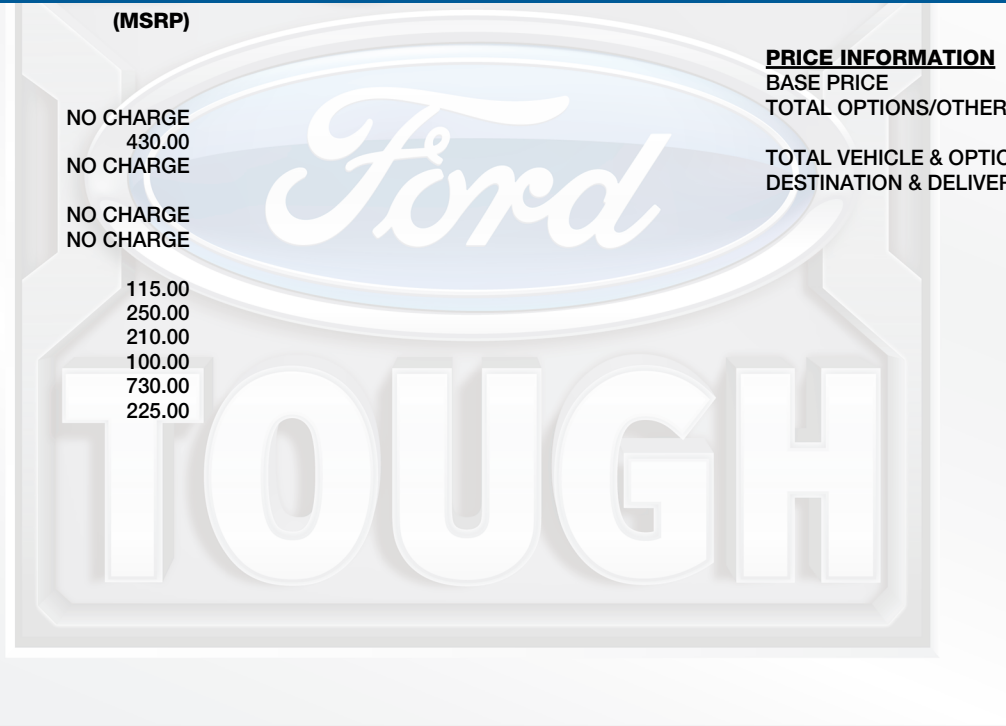 (MSRP)
NO CHARGE
430.00
NO CHARGE
NO CHARGE
NO CHARGE
115.00
250.00
210.00
100.00
730.00
225.00
PRICE INFORMATION
BASE PRICE
TOTAL OPTIONS/OTHER
TOTAL VEHICLE & OPTIO
DESTINATION & DELIVER
Ford
TOUGH